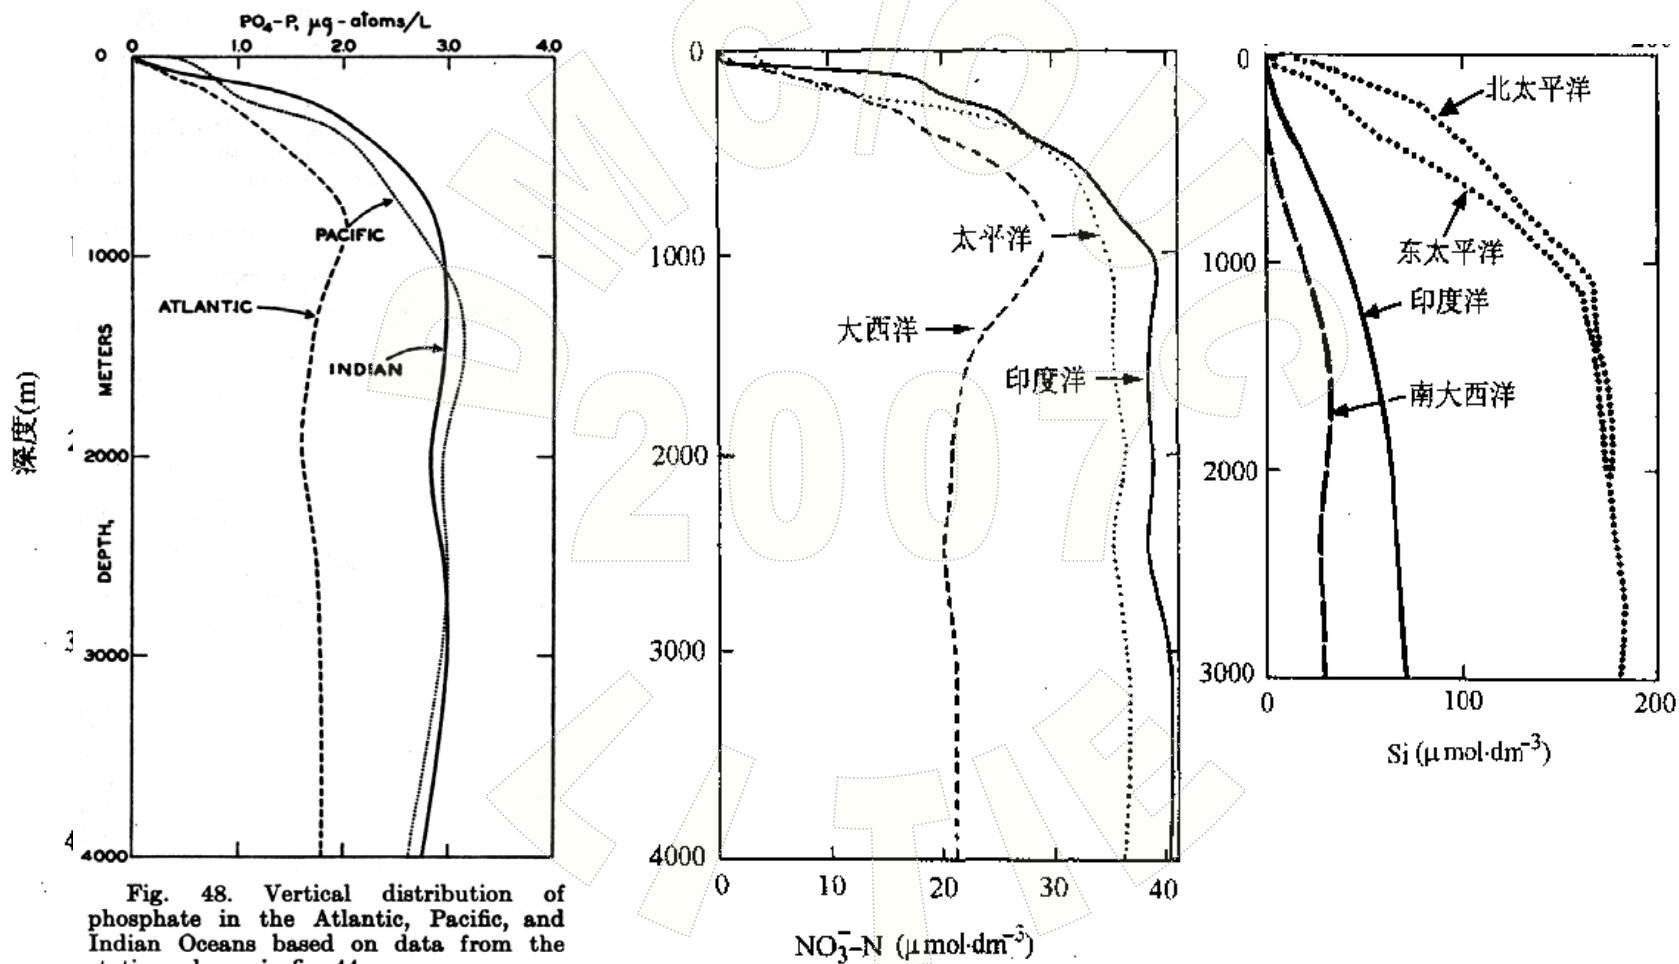 PO₄-P, µg-atoms/L
0 1.0 2.0 3.0 4.0
0
1000
2000
3000
4000
DEPTH, METERS
深度(m)
PACIFIC
ATLANTIC
INDIAN
Fig. 48. Vertical distribution of
phosphate in the Atlantic, Pacific, and
Indian Oceans based on data from the
0
1000
2000
3000
4000
太平洋
大西洋
印度洋
0 10 20 30 40
NO₃⁻-N (μmol·dm⁻³)
0
1000
2000
3000
北太平洋
东太平洋
印度洋
南大西洋
0 100 200
Si (μmol·dm⁻³)
2007